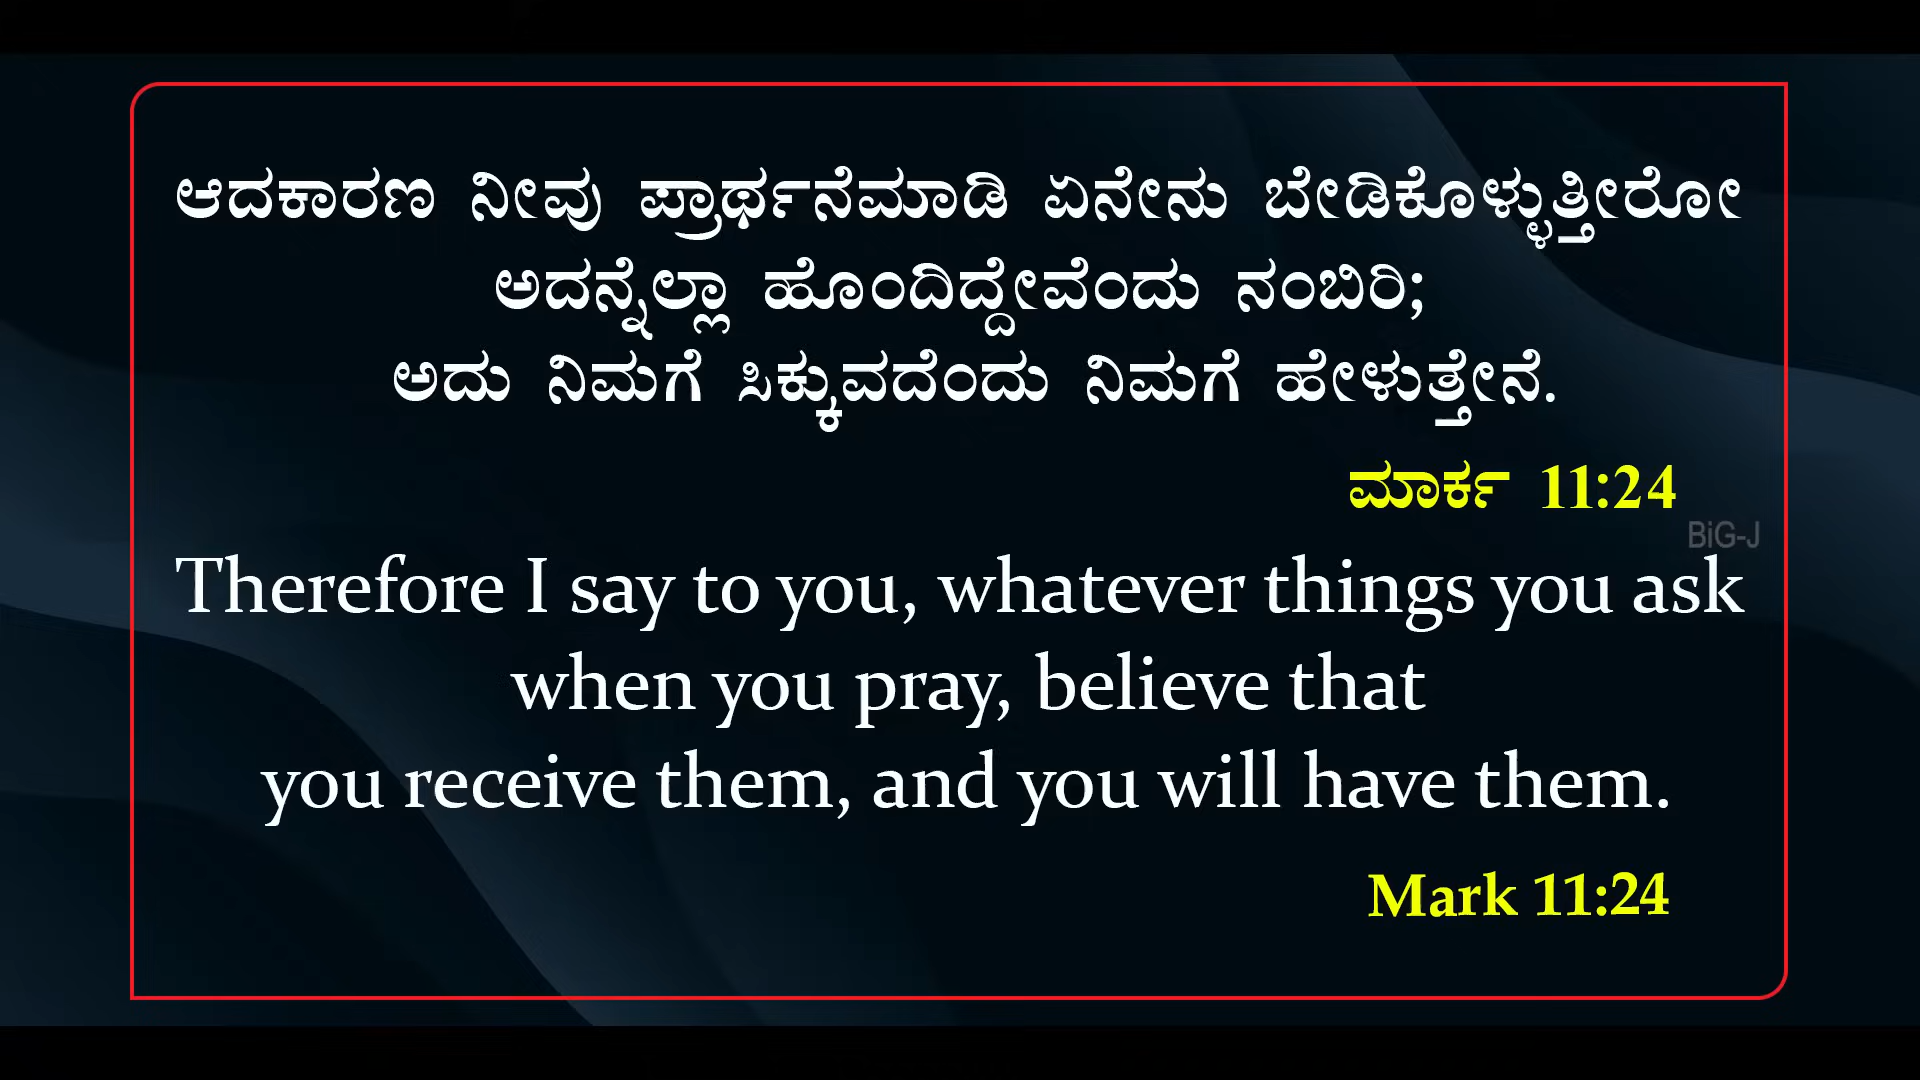 ಆದಕಾರಣ ನೀವು ಪ್ರಾರ್ಥನೆಮಾಡಿ ಏನೇನು ಬೇಡಿಕೊಳ್ಳುತ್ತೀರೋ
ಅದನ್ನೆಲ್ಲಾ ಹೊಂದಿದ್ದೇವೆಂದು ನಂಬಿರಿ;
ಅದು ನಿಮಗೆ ಸಿಕ್ಕುವದೆಂದು ನಿಮಗೆ ಹೇಳುತ್ತೇನೆ.
ಮಾರ್ಕ 11:24
BiG-J
Therefore I say to you, whatever things you ask
when you pray, believe that
you receive them, and you will have them.
Mark 11:24